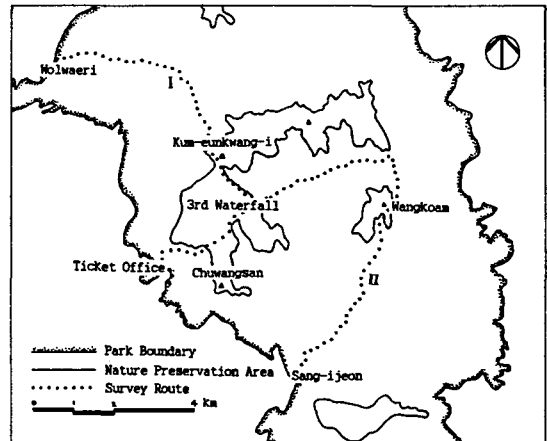 Wolwaeri
I
Kum-eunkwang-i
3rd Waterfall
Wangkoam
Ticket Office
Chuwangsan
II
Park Boundary
Nature Preservation Area
Survey Route
Sang-ijeon
0 4 km